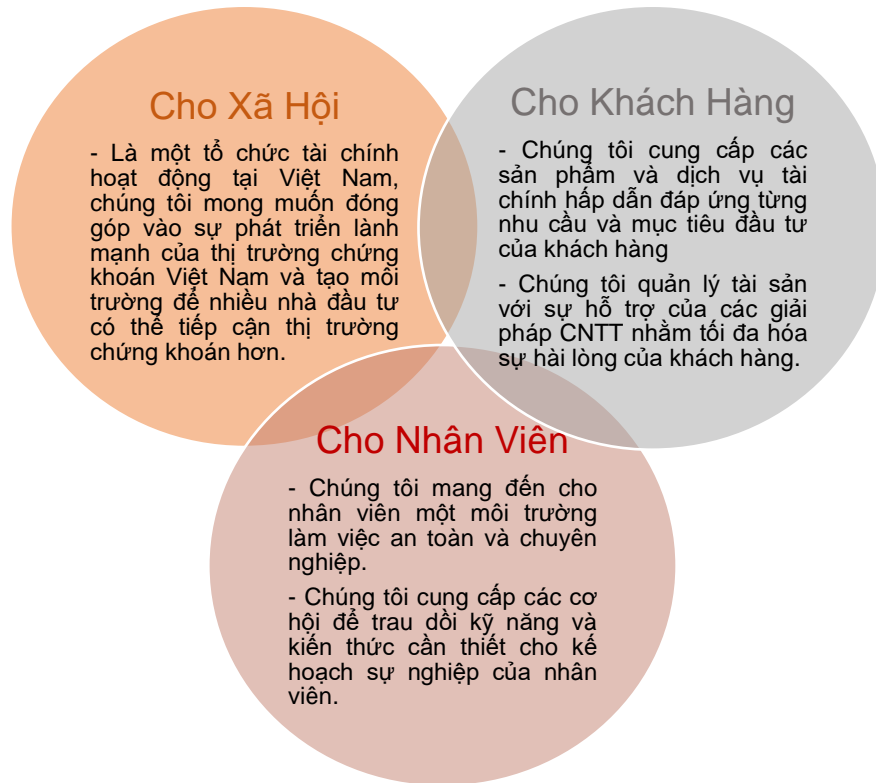 Cho Xã Hội
- Là một tổ chức tài chính
hoạt động tại Việt Nam,
chúng tôi mong muốn đóng
góp vào sự phát triển lành
mạnh của thị trường chứng
khoán Việt Nam và tạo môi
trường để nhiều nhà đầu tư
có thể tiếp cận thị trường
chứng khoán hơn.
Cho Khách Hàng
- Chúng tôi cung cấp các
sản phẩm và dịch vụ tài
chính hấp dẫn đáp ứng từng
nhu cầu và mục tiêu đầu tư
của khách hàng
- Chúng tôi quản lý tài sản
với sự hỗ trợ của các giải
pháp CNTT nhằm tối đa hóa
sự hài lòng của khách hàng.
Cho Nhân Viên
- Chúng tôi mang đến cho
nhân viên một môi trường
làm việc an toàn và chuyên
nghiệp.
- Chúng tôi cung cấp các cơ
hội để trau dồi kỹ năng và
kiến thức cần thiết cho kế
hoạch sự nghiệp của nhân
viên.